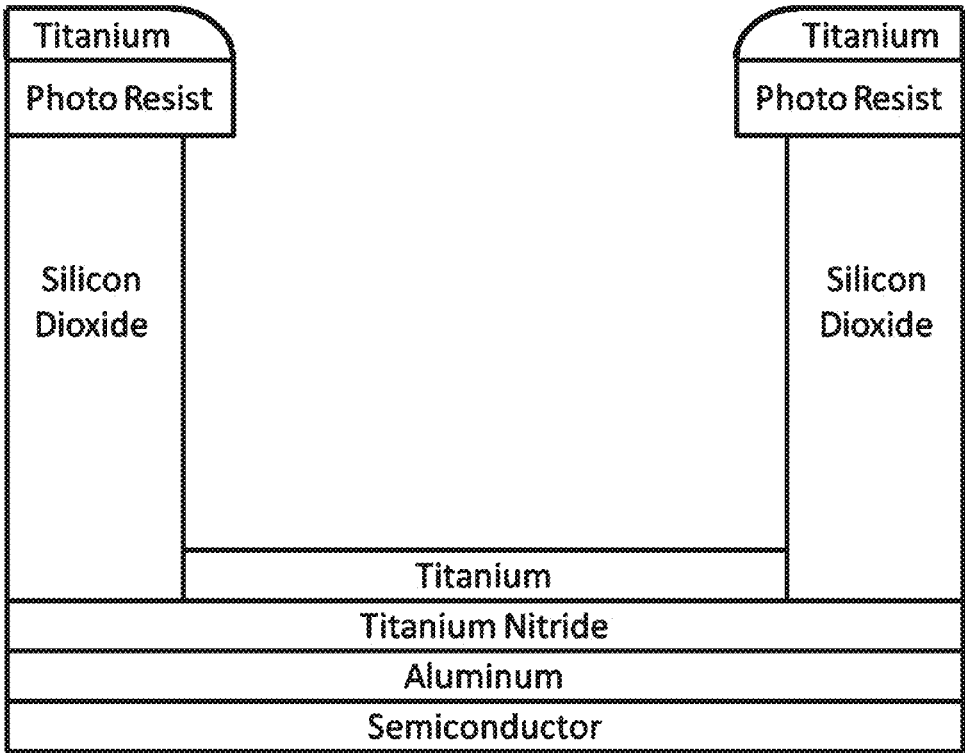 Titanium
Titanium
Photo Resist
Photo Resist
Silicon
Dioxide
Silicon
Dioxide
Titanium
Titanium Nitride
Aluminum
Semiconductor